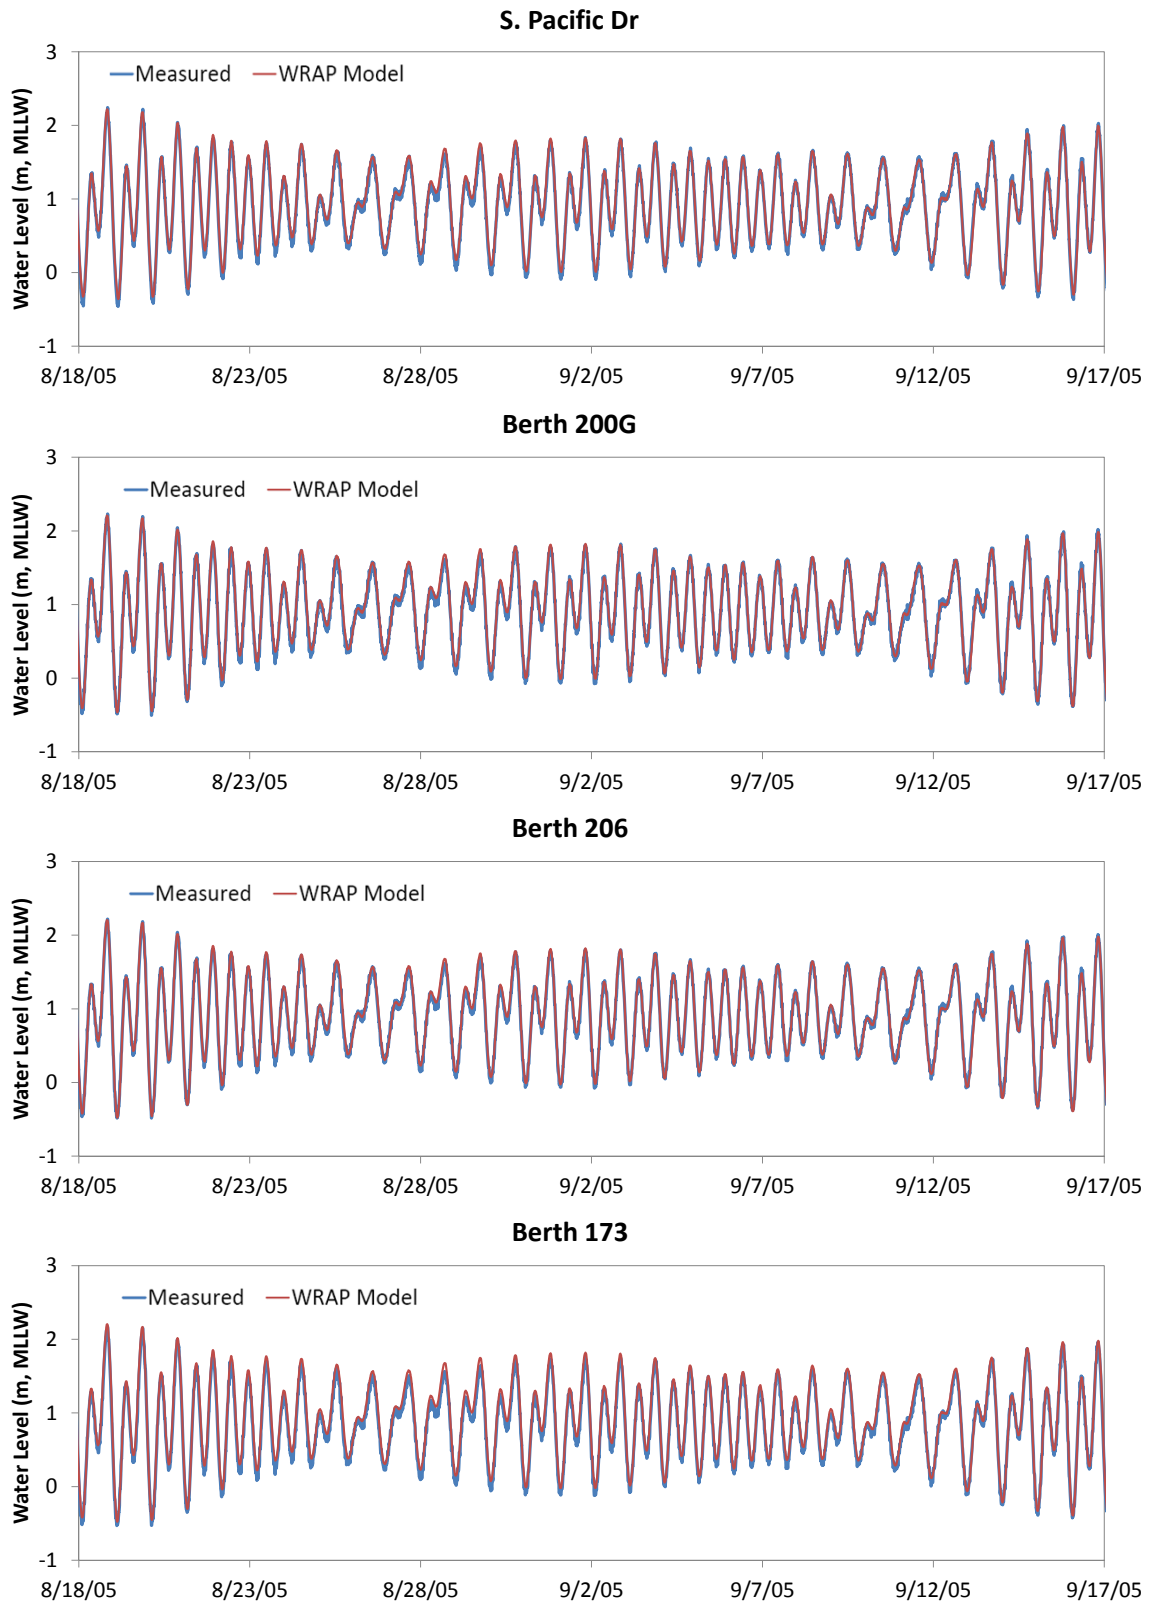 S. Pacific Dr
Water Level (m, MLLW)
3
2
1
0
-1
Measured WRAP Model
8/18/05 8/23/05 8/28/05 9/2/05 9/7/05 9/12/05 9/17/05
Berth 200G
Water Level (m, MLLW)
3
2
1
0
-1
Measured WRAP Model
8/18/05 8/23/05 8/28/05 9/2/05 9/7/05 9/12/05 9/17/05
Berth 206
Water Level (m, MLLW)
3
2
1
0
-1
Measured WRAP Model
8/18/05 8/23/05 8/28/05 9/2/05 9/7/05 9/12/05 9/17/05
Berth 173
Water Level (m, MLLW)
3
2
1
0
-1
Measured WRAP Model
8/18/05 8/23/05 8/28/05 9/2/05 9/7/05 9/12/05 9/17/05